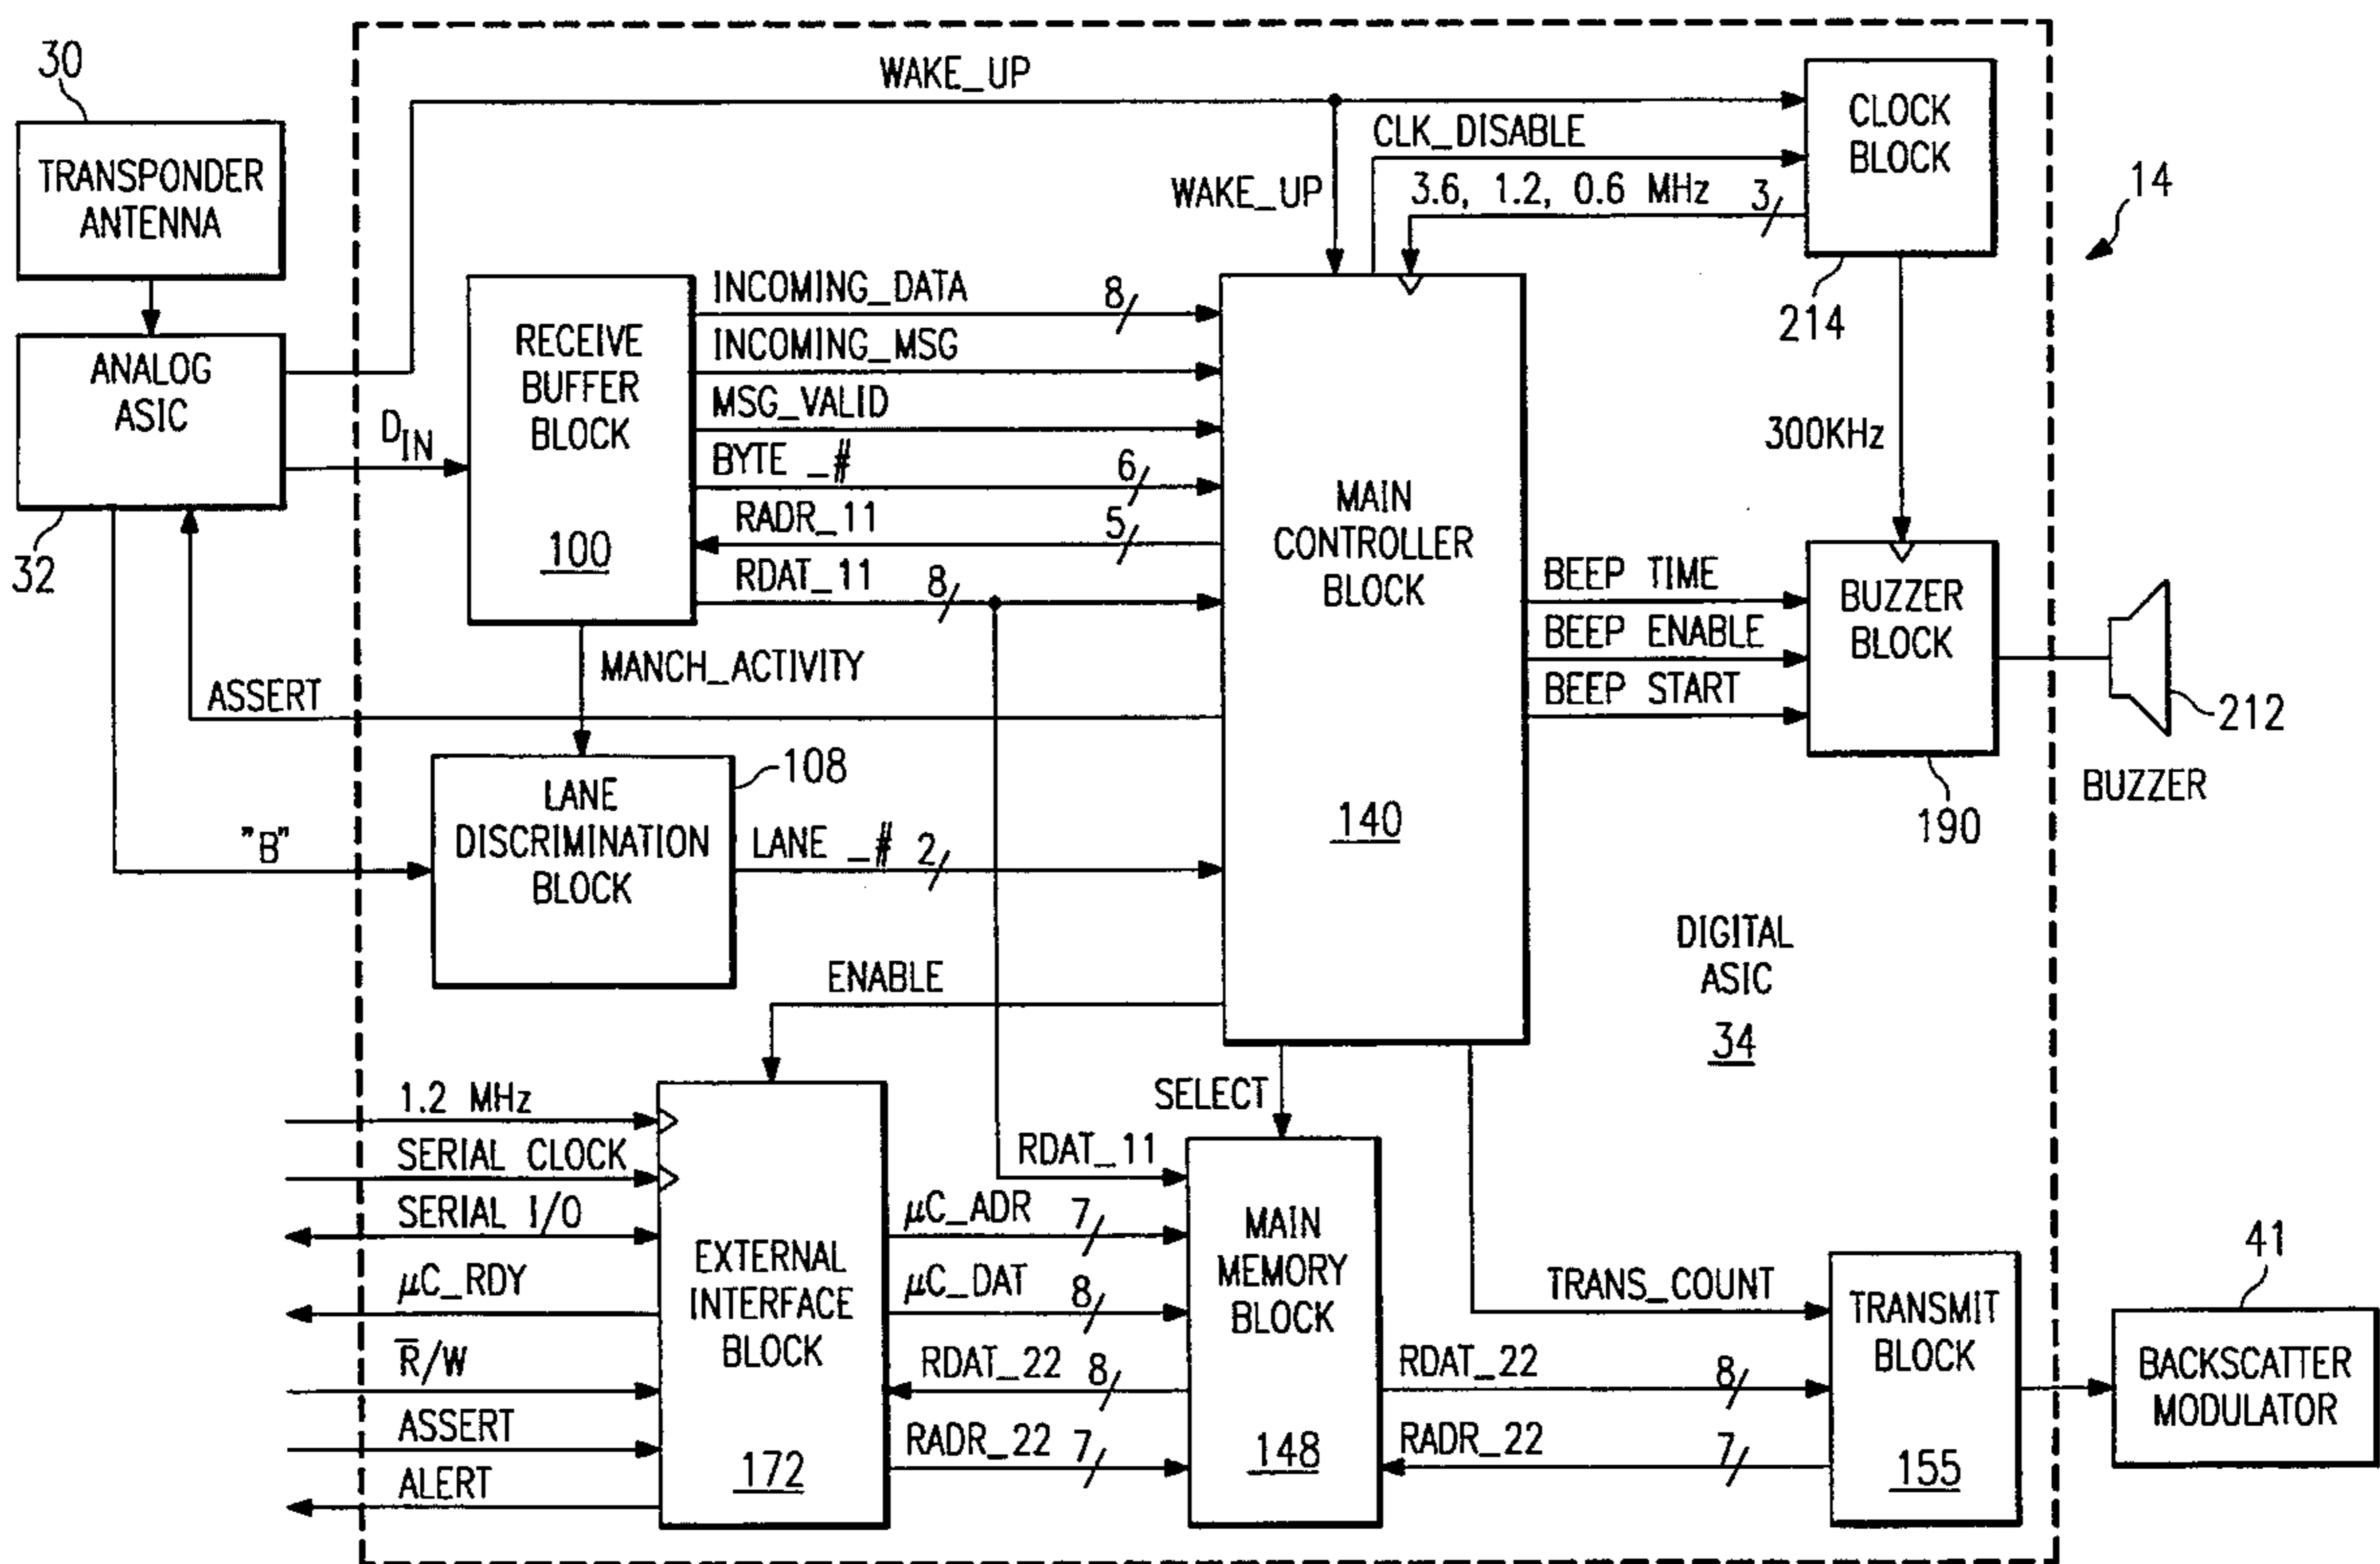 30
TRANSPONDER
ANTENNA
ANALOG
ASIC
32
WAKE_UP
WAKE_UP
CLK_DISABLE
3.6, 1.2, 0.6 MHz 3
CLOCK
BLOCK
214
14
D_IN
RECEIVE
BUFFER
BLOCK
100
INCOMING_DATA 8
INCOMING_MSG
MSG_VALID
BYTE _# 6
RADR_11 5
RDAT_11 8
MANCH_ACTIVITY
ASSERT
"B"
LANE
DISCRIMINATION
BLOCK
108
LANE _# 2
MAIN
CONTROLLER
BLOCK
140
300KHz
BEEP TIME
BEEP ENABLE
BEEP START
BUZZER
BLOCK
190
212
BUZZER
DIGITAL
ASIC
34
ENABLE
SELECT
1.2 MHz
SERIAL CLOCK
SERIAL I/O
μC_RDY
R̅/W
ASSERT
ALERT
EXTERNAL
INTERFACE
BLOCK
172
RDAT_11
μC_ADR 7
μC_DAT 8
RDAT_22 8
RADR_22 7
MAIN
MEMORY
BLOCK
148
TRANS_COUNT
RDAT_22 8
RADR_22 7
TRANSMIT
BLOCK
155
41
BACKSCATTER
MODULATOR